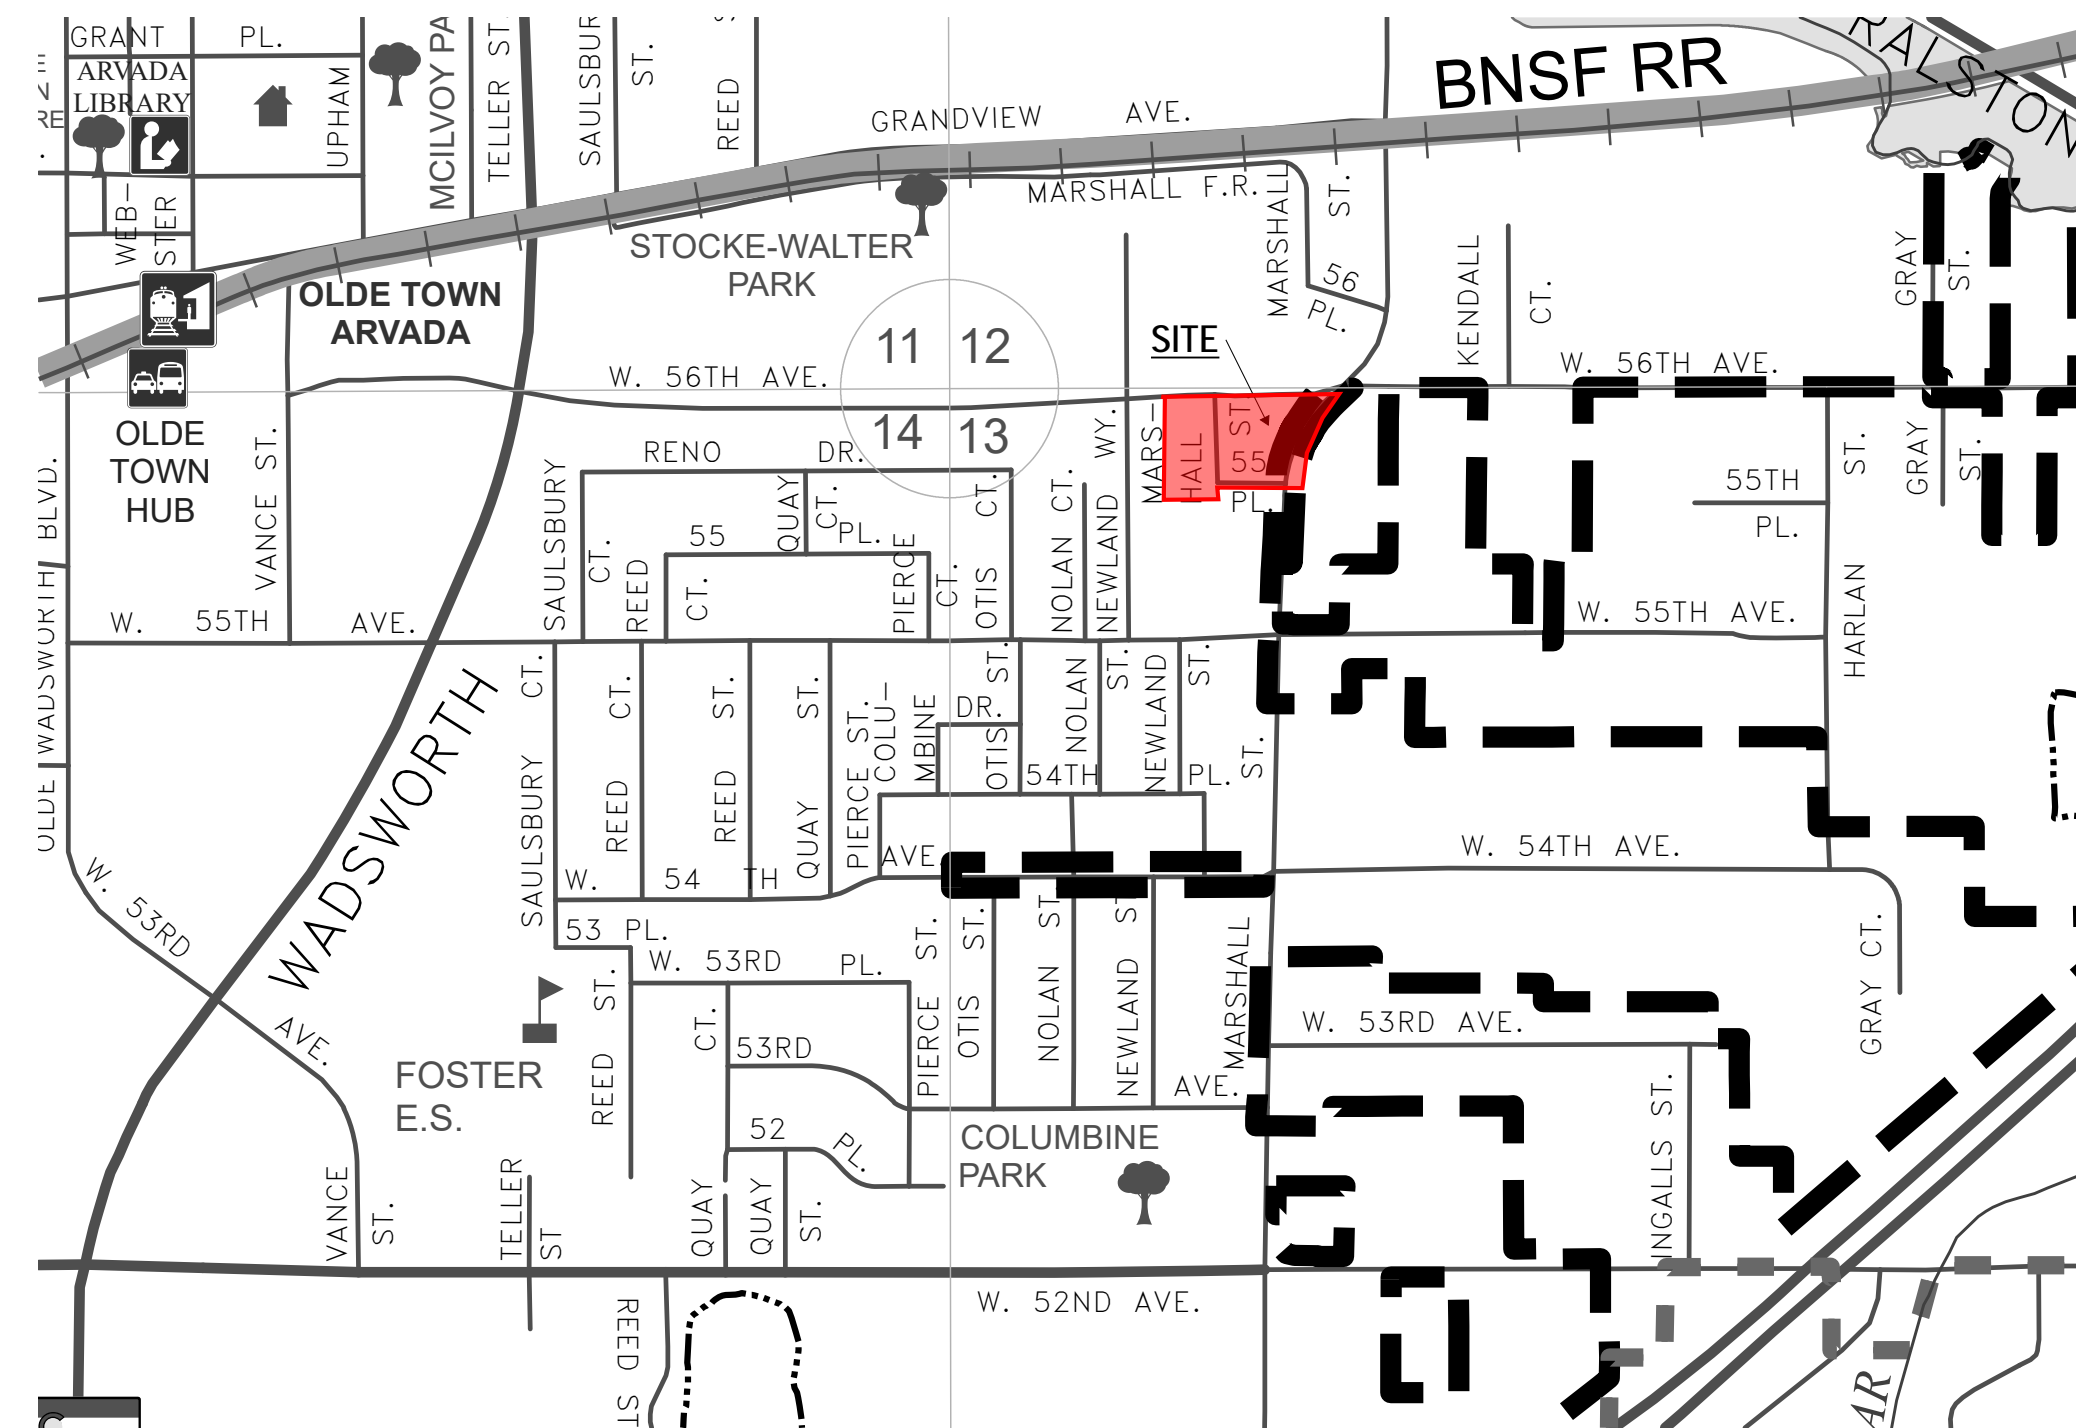 GRANT PL.
ARVADA
LIBRARY
UPHAM
MCILVOY PA
TELLER ST
SAULSBUR
ST.
REED
GRANDVIEW AVE.
BNSF RR
RALSTON
WEB-
STER
MARSHALL F.R.
MARSHALL
ST.
56
PL.
STOCKE-WALTER
PARK
OLDE TOWN
ARVADA
KENDALL
CT.
GRAY
ST.
11
12
14
13
SITE
W. 56TH AVE.
W. 56TH AVE.
OLDE
TOWN
HUB
VANCE ST.
OLDE WADSWORTH BLVD.
RENO DR.
SAULSBURY
CT.
QUAY
CT.
55 PL.
REED
CT.
PIERCE
CT.
OTIS
CT.
NOLAN CT.
NEWLAND WY.
MARS-
HALL
ST
55
PL.
55TH
PL.
HARLAN
ST.
GRAY
ST.
W. 55TH AVE.
W. 55TH AVE.
WADSWORTH
SAULSBURY CT.
REED CT.
REED ST.
QUAY ST.
PIERCE ST.
COLU-
MBINE
DR.
OTIS
ST.
NOLAN
ST.
NEWLAND
ST.
54TH PL.
ST.
W. 54 TH
AVE
W. 54TH AVE.
W. 53RD
AVE.
53 PL.
W. 53RD PL.
REED ST.
CT.
53RD
AVE.
PIERCE ST.
OTIS ST.
NOLAN ST
NEWLAND ST
MARSHALL
W. 53RD AVE.
GRAY CT.
FOSTER
E.S.
52
PL.
COLUMBINE
PARK
INGALLS ST.
VANCE
ST.
TELLER
ST
QUAY
QUAY
ST.
W. 52ND AVE.
REED ST
AR